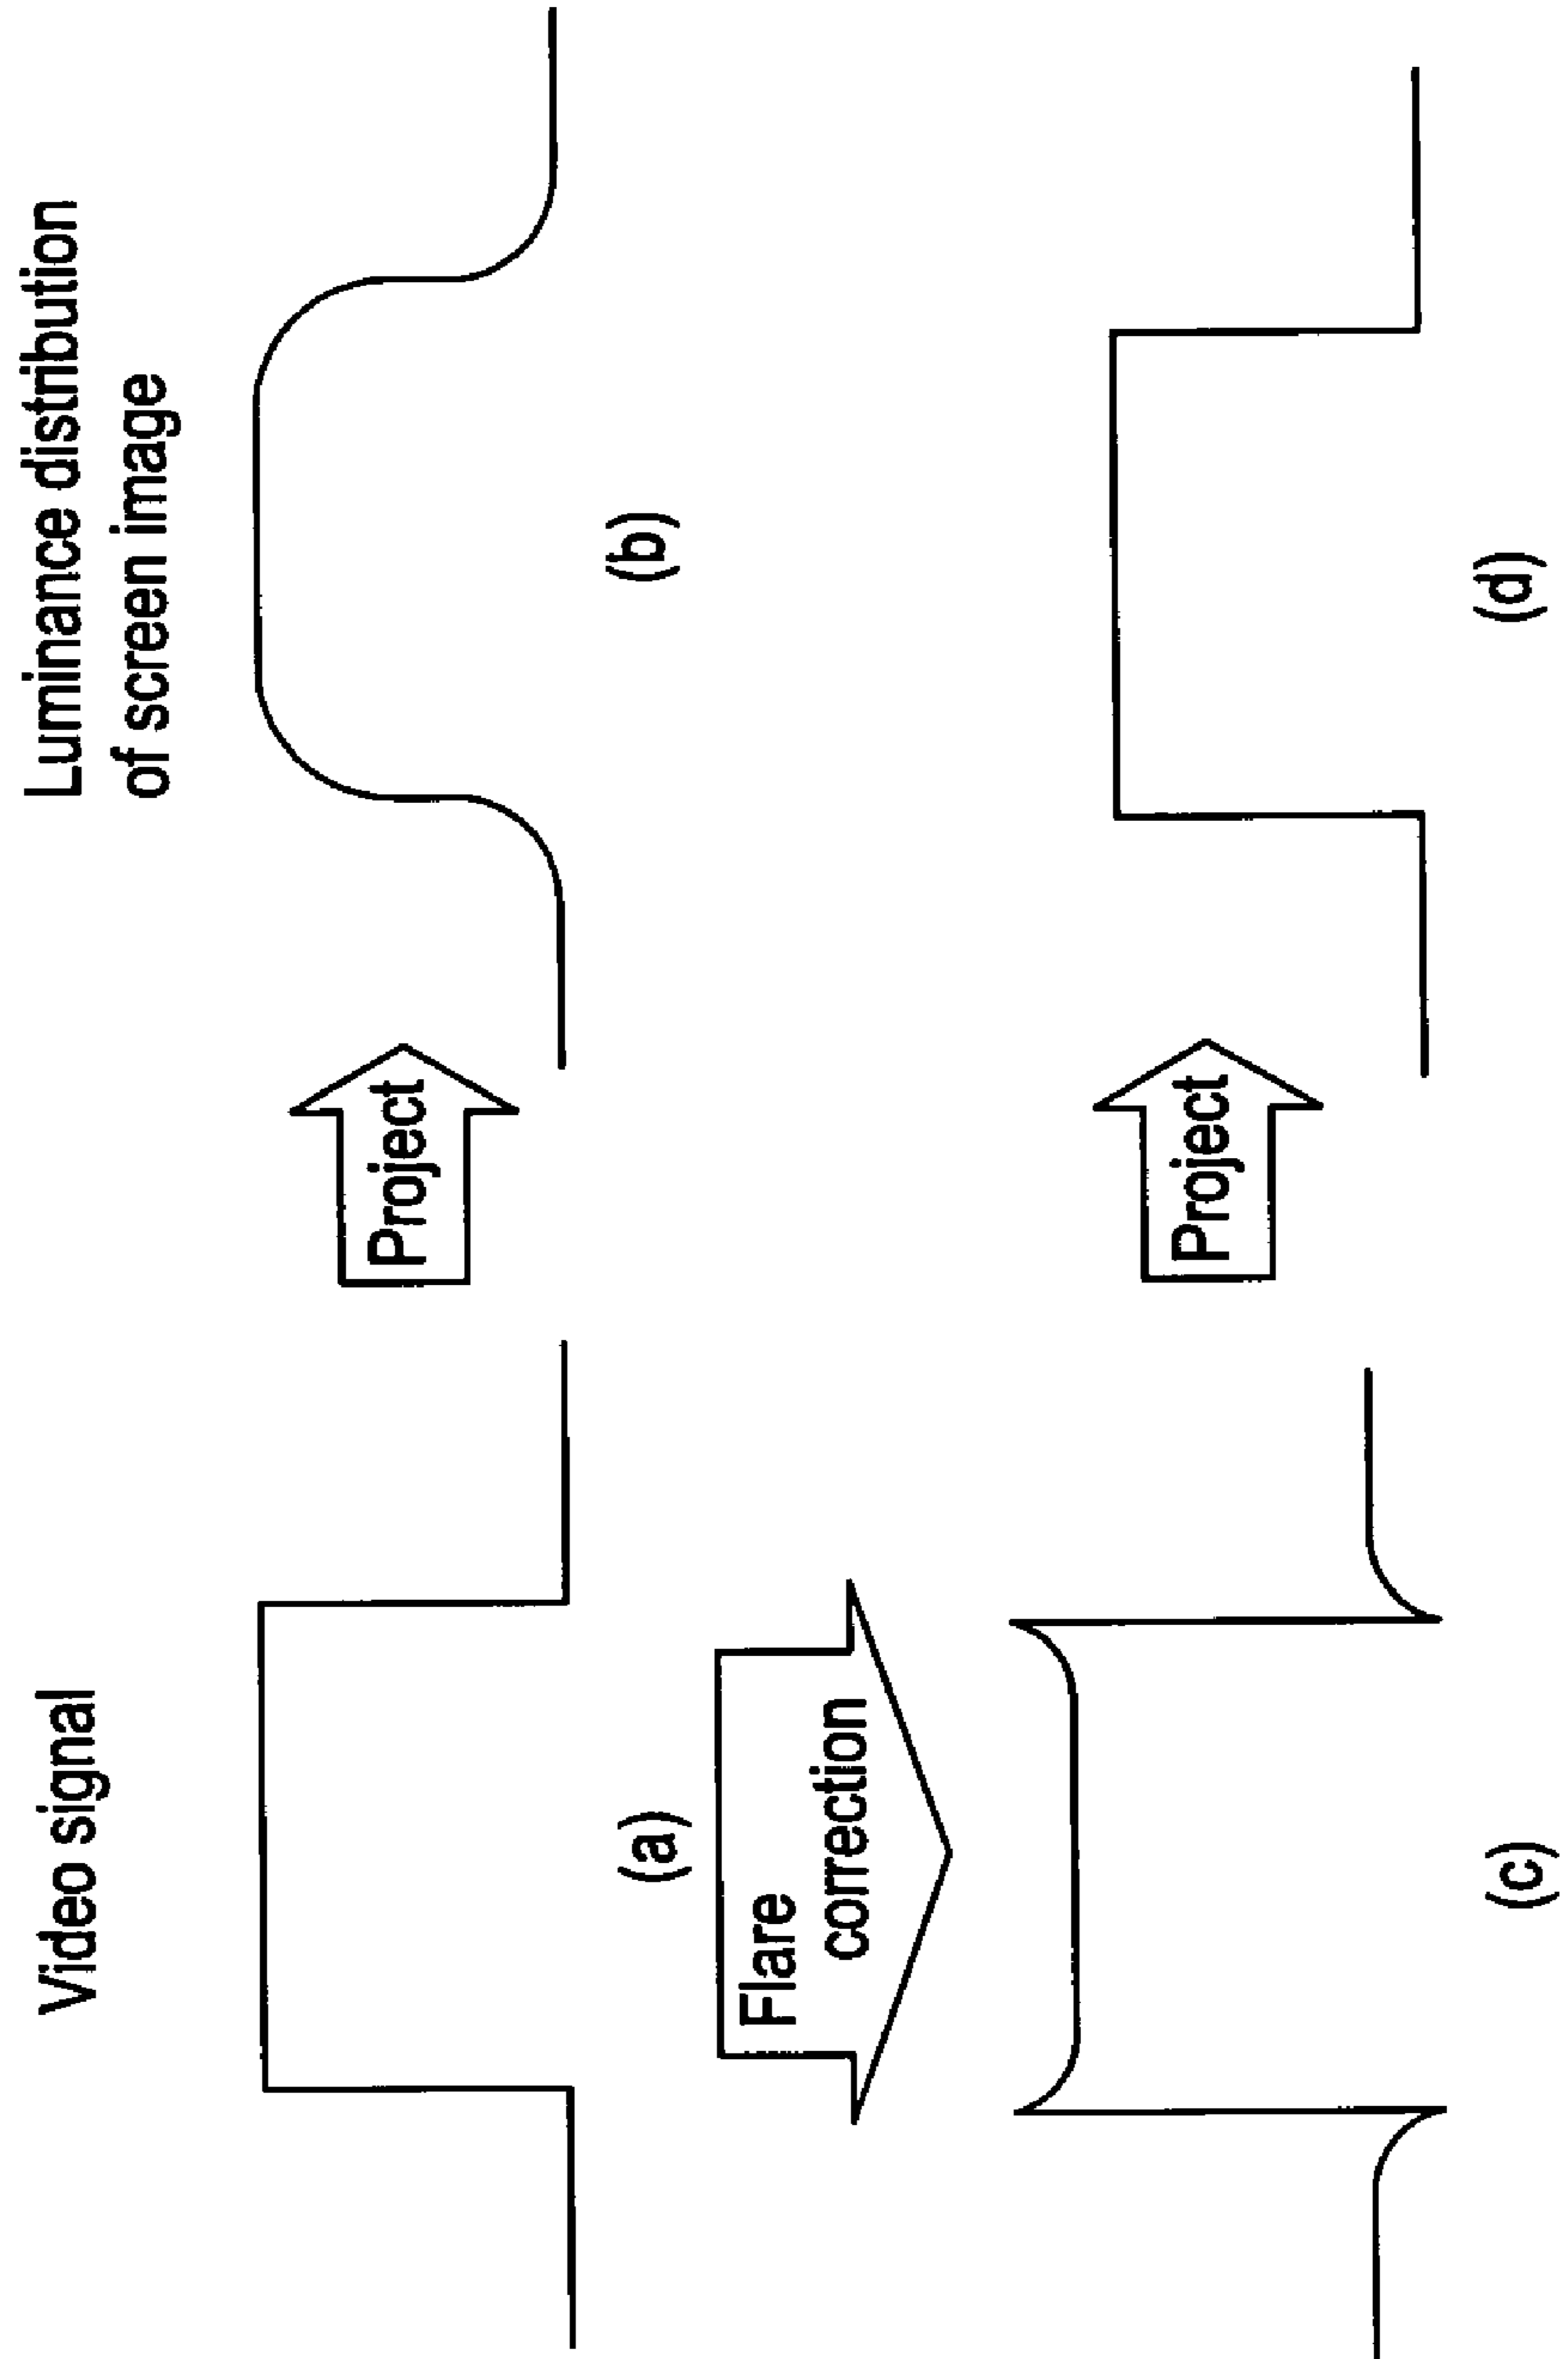 Video signal
Luminance distribution
of screen image
Project
(a)
(b)
Flare
correction
Project
(c)
(d)